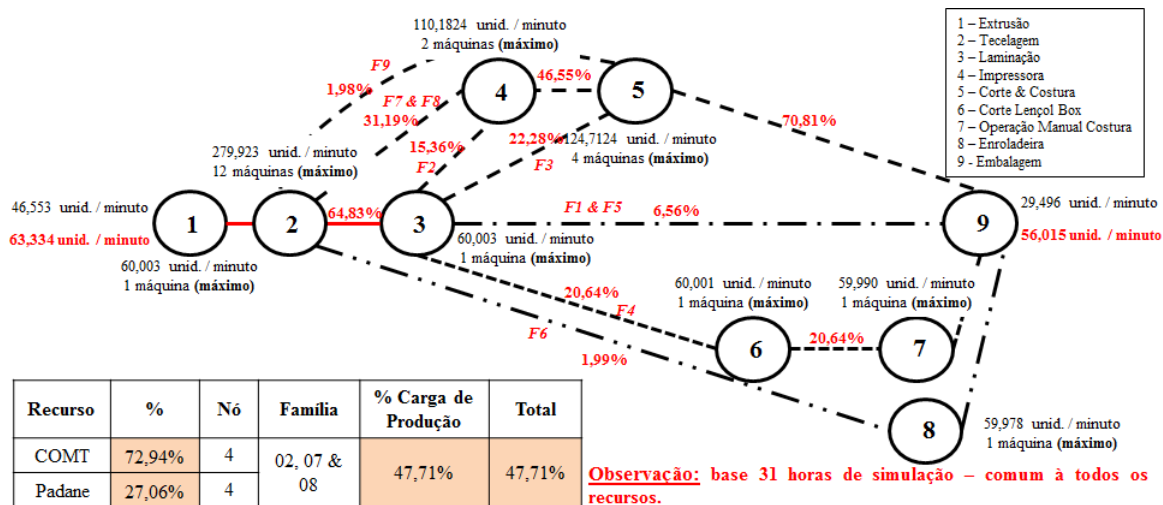 110,1824 unid. / minuto
2 máquinas (máximo)
F9
1,98%
F7 & F8
31,19%
4
46,55%
5
15,36%
F2
22,28%
F3
124,7124 unid. / minuto
4 máquinas (máximo)
70,81%
1 – Extrusão
2 – Tecelagem
3 – Laminação
4 – Impressora
5 – Corte & Costura
6 – Corte Lençol Box
7 – Operação Manual Costura
8 – Enroladeira
9 - Embalagem
279,923 unid. / minuto
12 máquinas (máximo)
46,553 unid. / minuto
63,334 unid. / minuto
1
2
64,83%
3
F1 & F5
6,56%
9
29,496 unid. / minuto
56,015 unid. / minuto
60,003 unid. / minuto
1 máquina (máximo)
60,003 unid. / minuto
1 máquina (máximo)
20,64%
F4
F6
1,99%
60,001 unid. / minuto
1 máquina (máximo)
59,990 unid. / minuto
1 máquina (máximo)
6
20,64%
7
8
59,978 unid. / minuto
1 máquina (máximo)
Recurso % Nó Família % Carga de Produção Total
COMT 72,94% 4 02, 07 & 08 47,71% 47,71%
Padane 27,06% 4
Observação: base 31 horas de simulação – comum à todos os
recursos.